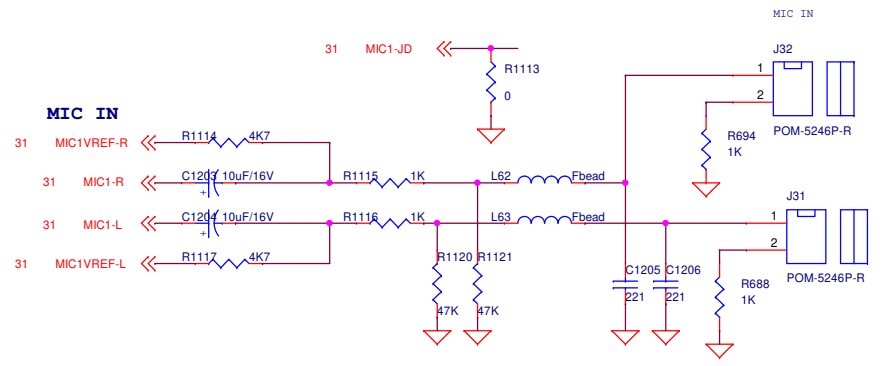 MIC IN
31 MIC1-JD
J32
R1113
1
0
2
MIC IN
POM-5246P-R
R694
1K
31 MIC1VREF-R
R1114 4K7
31 MIC1-R
C1203 10uF/16V
+
R1115 1K
L62 Fbead
J31
31 MIC1-L
C1204 10uF/16V
+
R1116 1K
L63 Fbead
1
2
31 MIC1VREF-L
R1117 4K7
R1120 R1121
C1205 C1206
POM-5246P-R
R688
1K
221 221
47K 47K